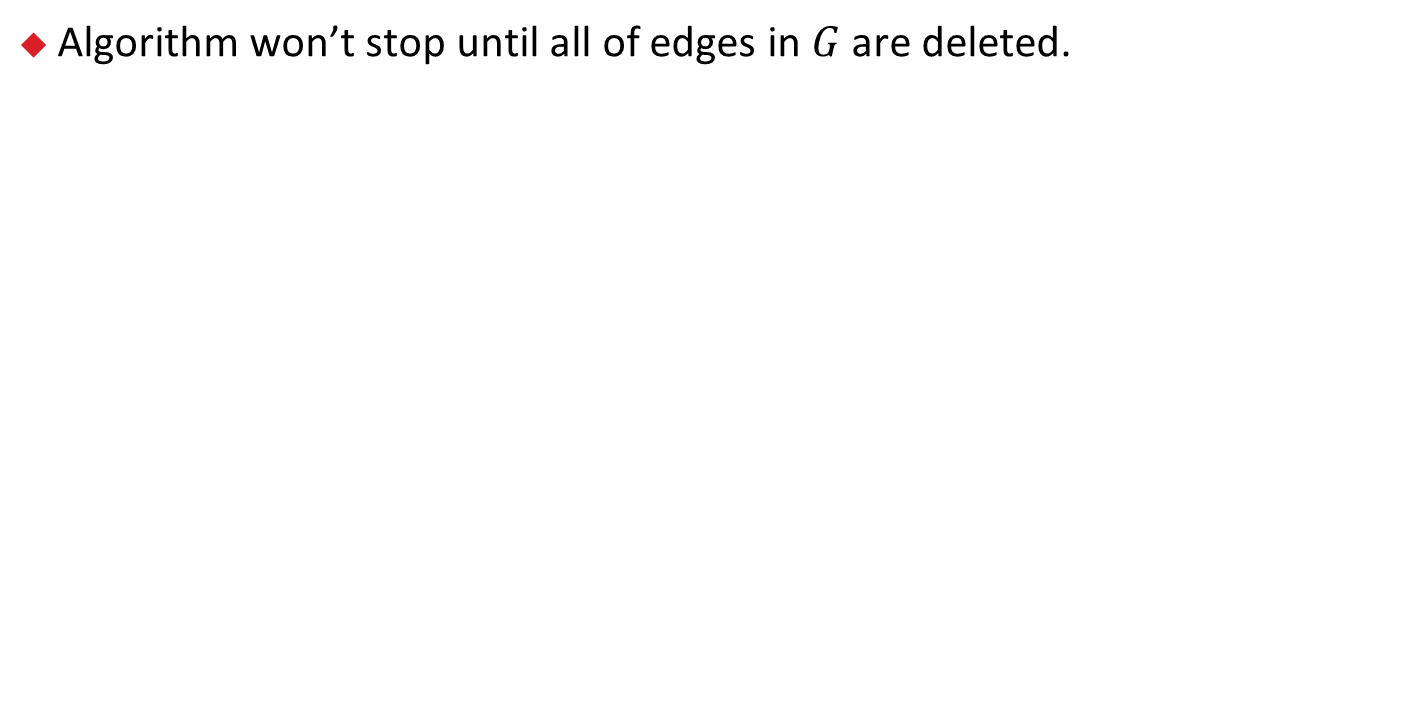 ◆ Algorithm won’t stop until all of edges in 𝐺 are deleted.